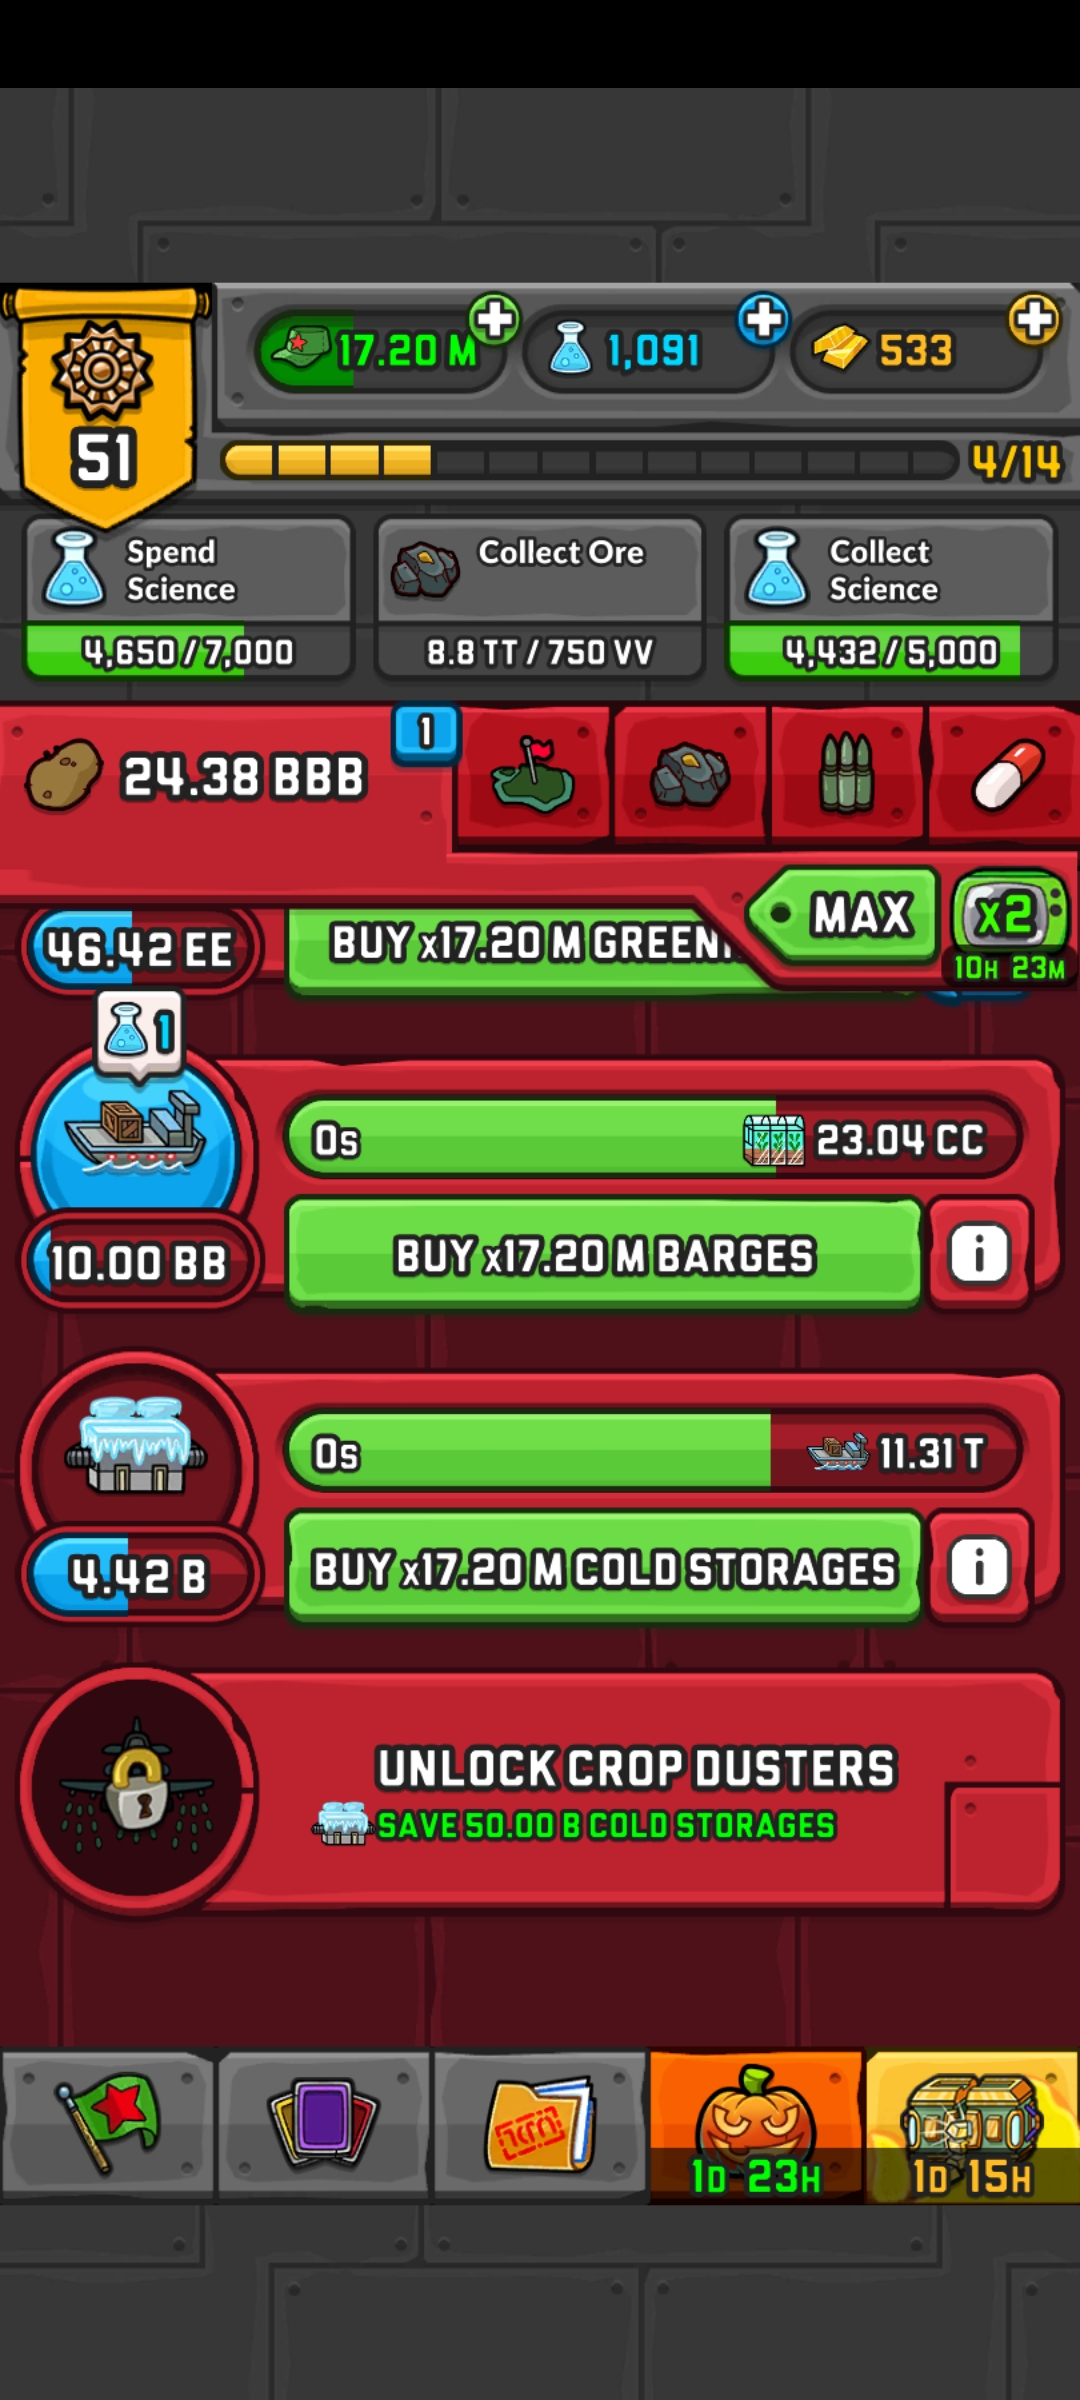 17.20 M
1,091
533
51
4/14
Spend
Science
4,650/7,000
Collect Ore
8.8 TT / 750 VV
Collect
Science
4,432/5,000
24.38 BBB
1
MAX
x2
10H 23M
46.42 EE
BUY x17.20 M GREEN
1
0s
23.04 CC
10.00 BB
BUY x17.20 M BARGES
i
0s
11.31 T
4.42 B
BUY x17.20 M COLD STORAGES
i
UNLOCK CROP DUSTERS
SAVE 50.00 B COLD STORAGES
1D 23H
1D 15H